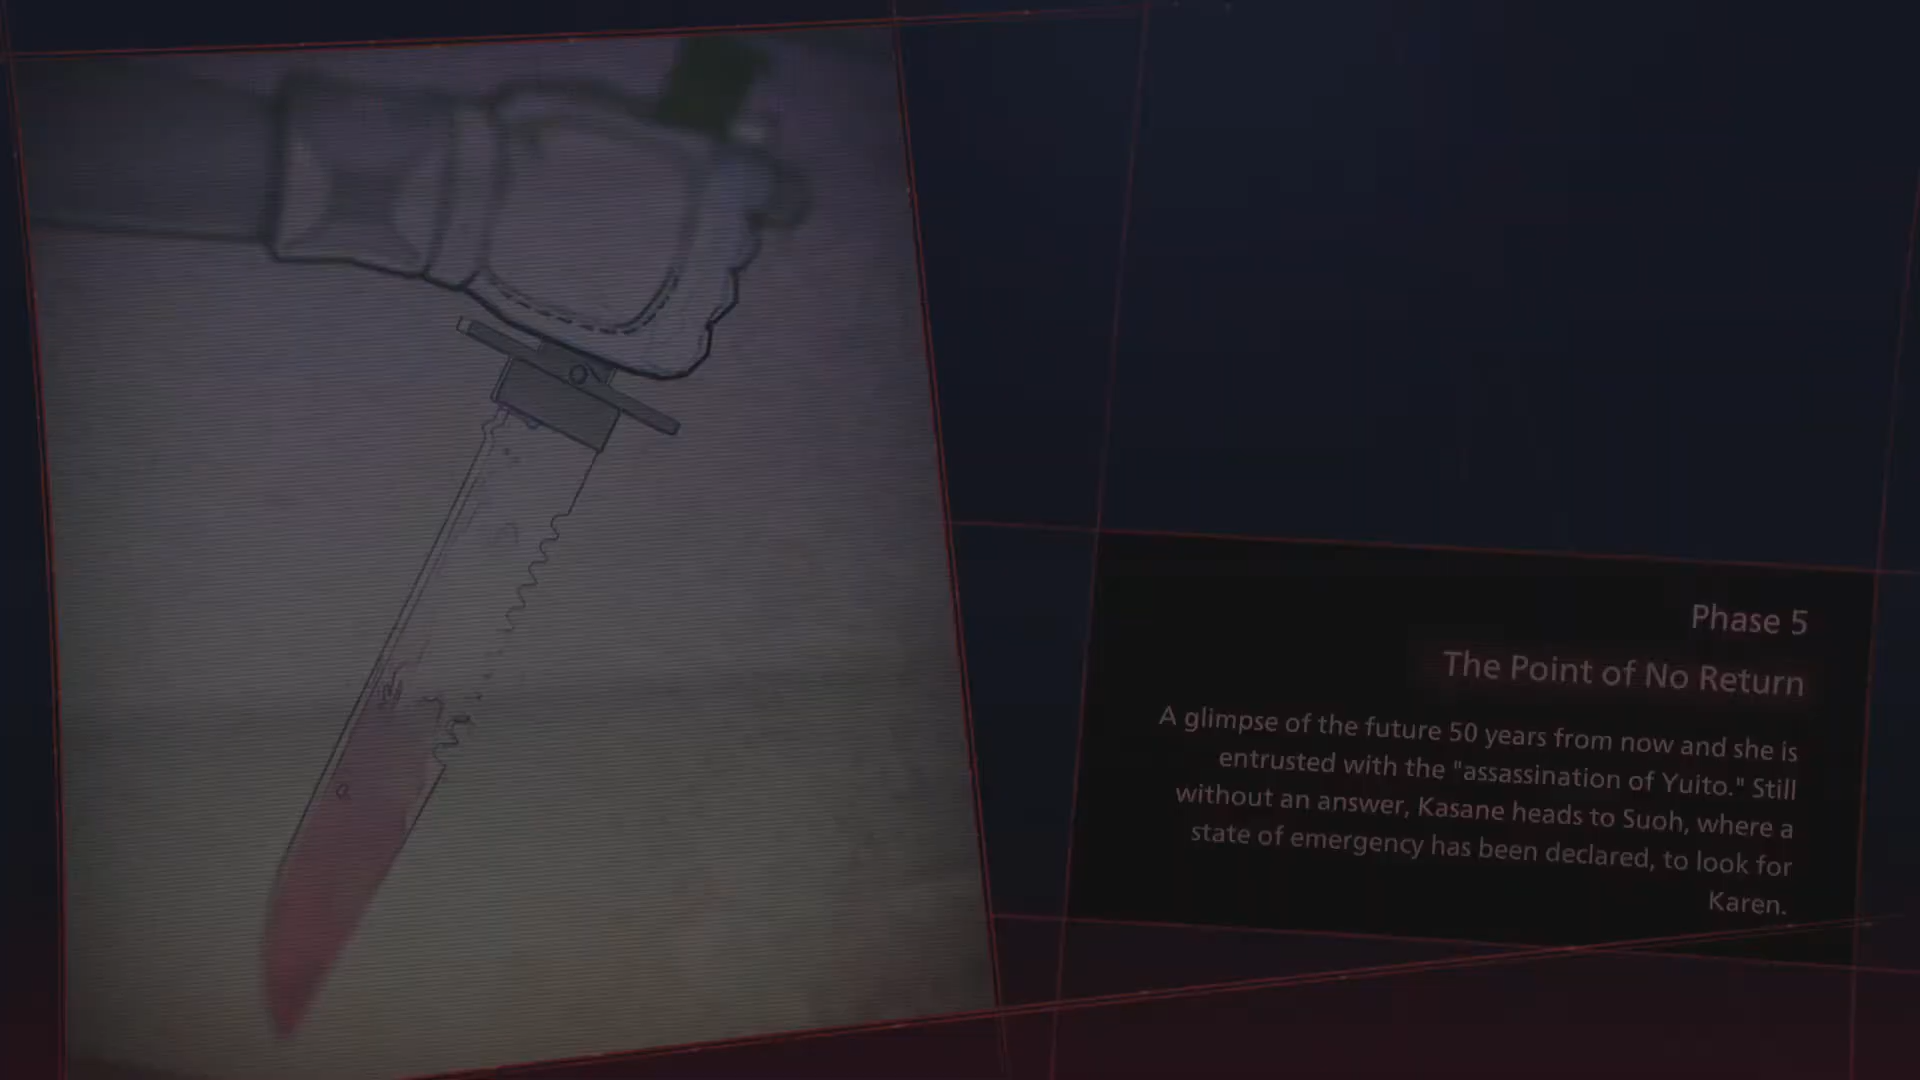 Phase 5
The Point of No Return
A glimpse of the future 50 years from now and she is
entrusted with the "assassination of Yuito." Still
without an answer, Kasane heads to Suoh, where a
state of emergency has been declared, to look for
Karen.